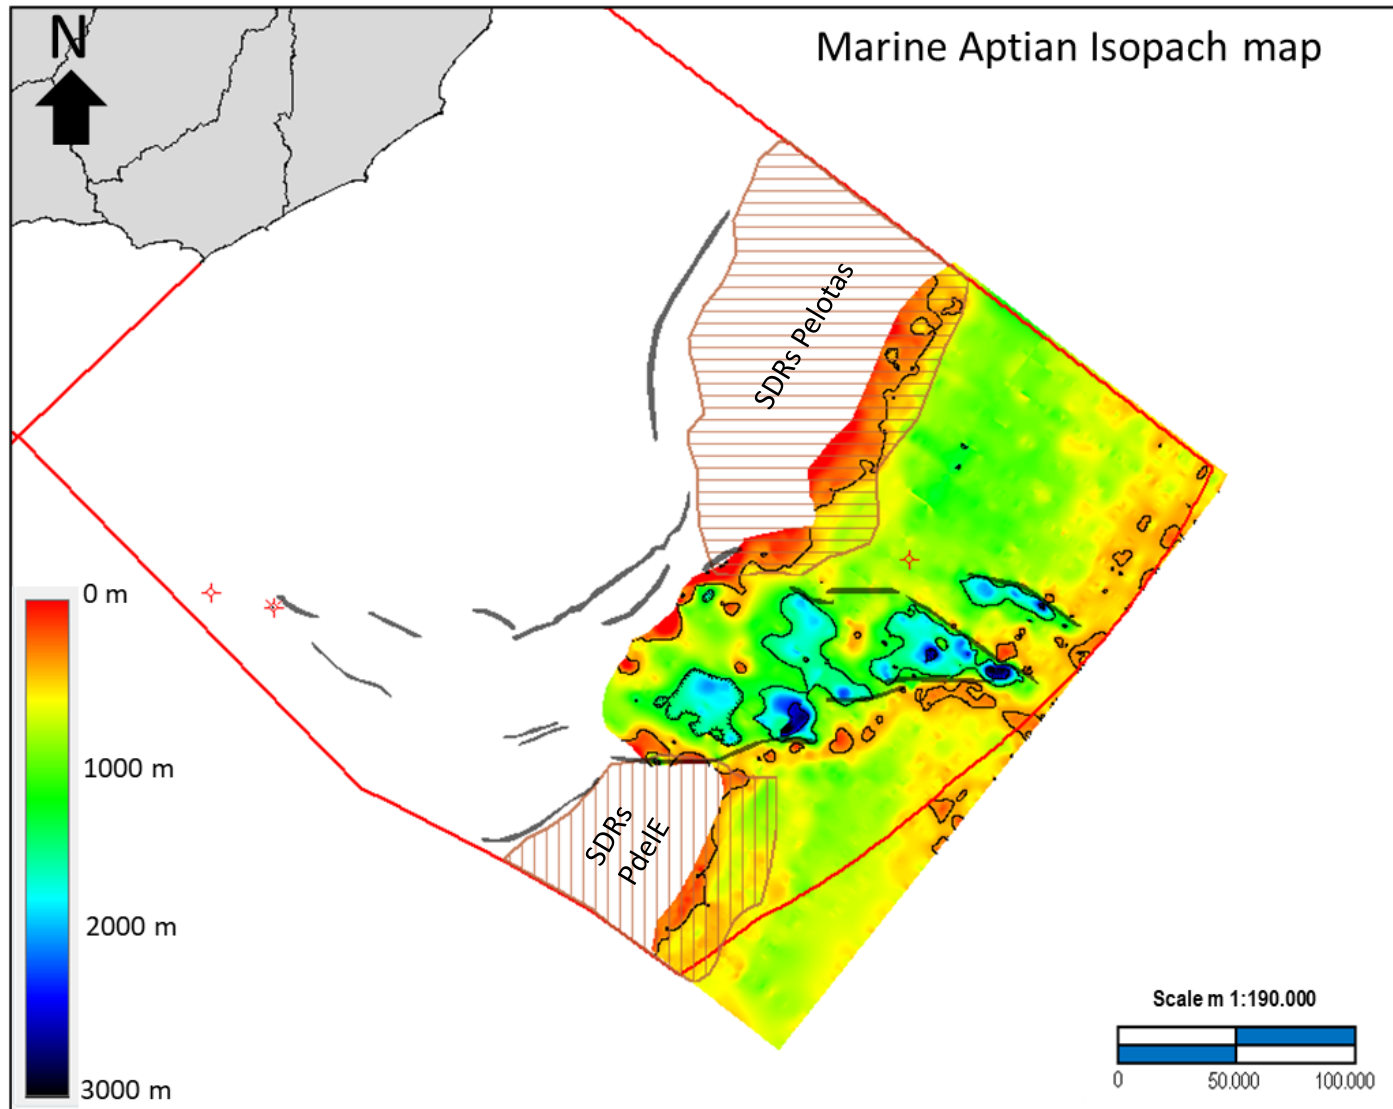 N
Marine Aptian Isopach map
SDRs Pelotas
0 m
1000 m
2000 m
3000 m
SDRs
PdelE
Scale m 1:190.000
0 50.000 100.000